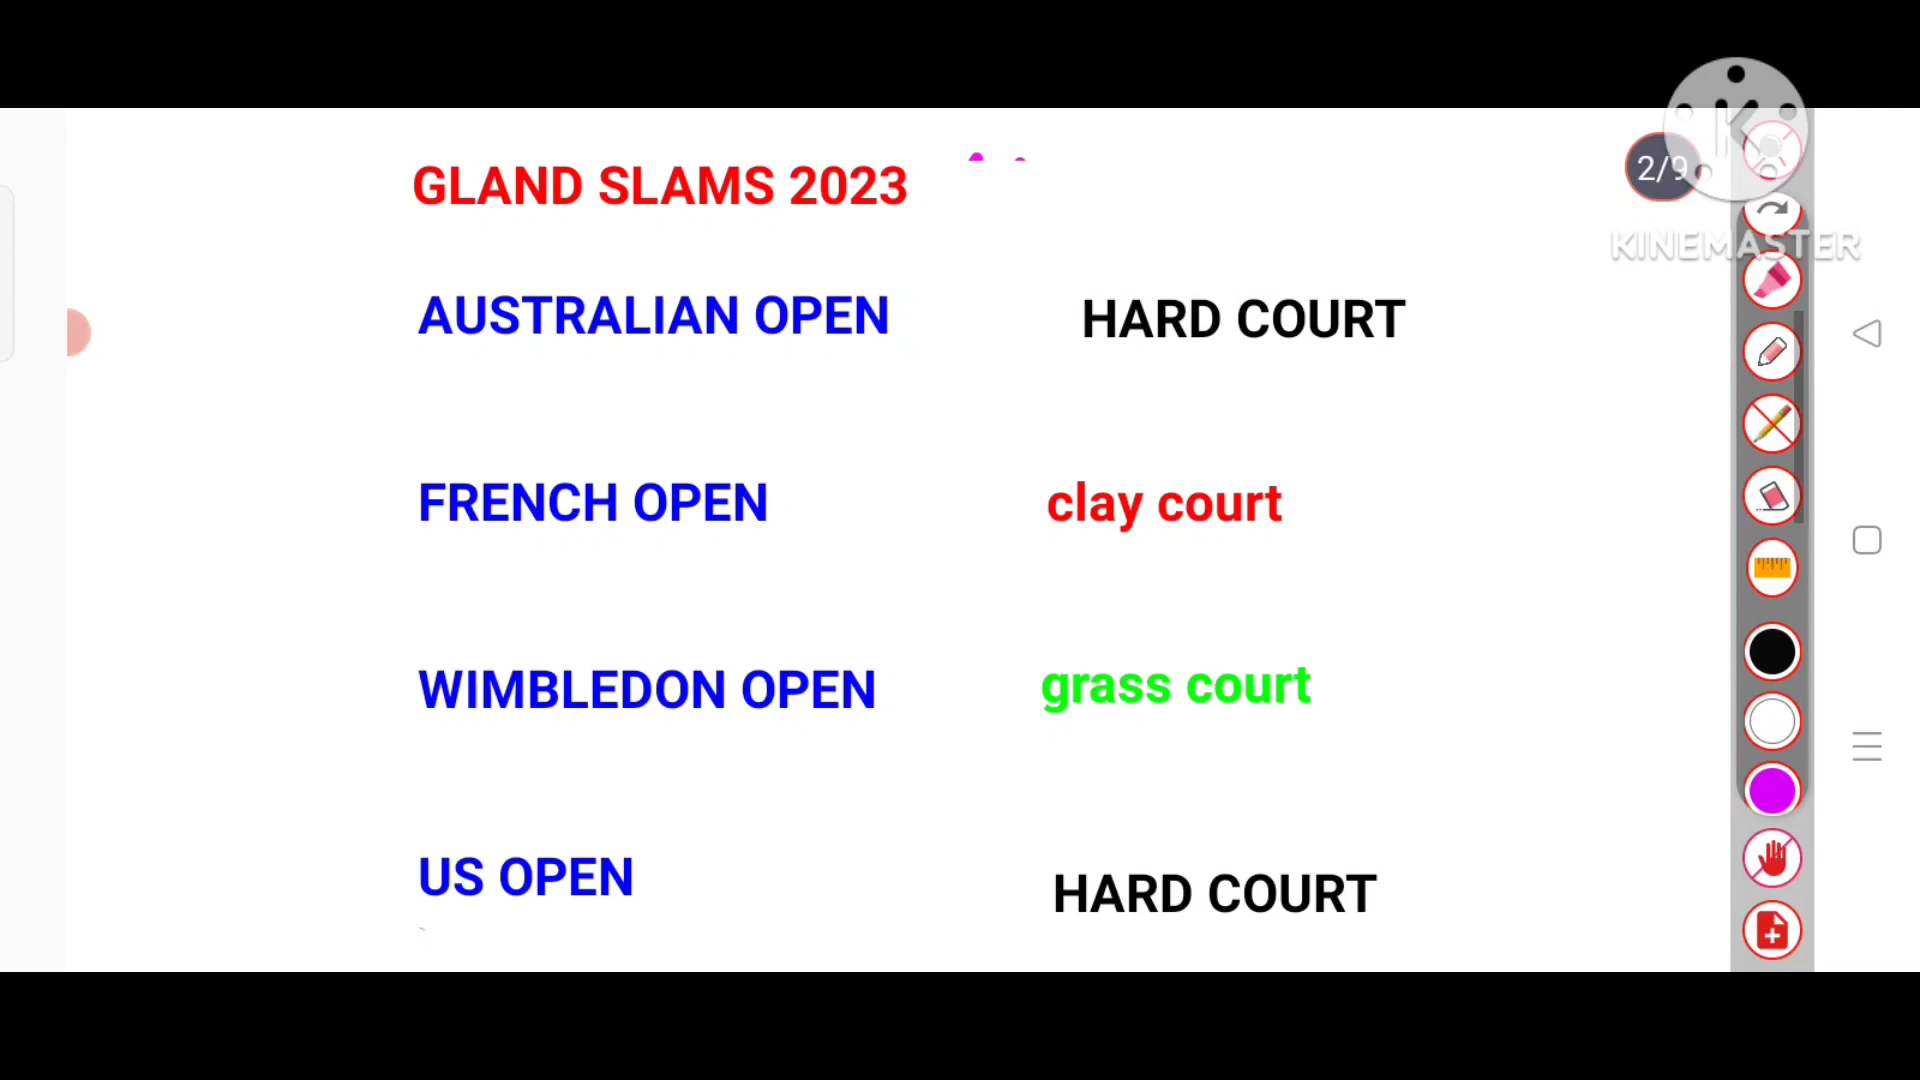 GLAND SLAMS 2023
2/9
KINEMASTER
AUSTRALIAN OPEN HARD COURT
FRENCH OPEN clay court
WIMBLEDON OPEN grass court
US OPEN HARD COURT